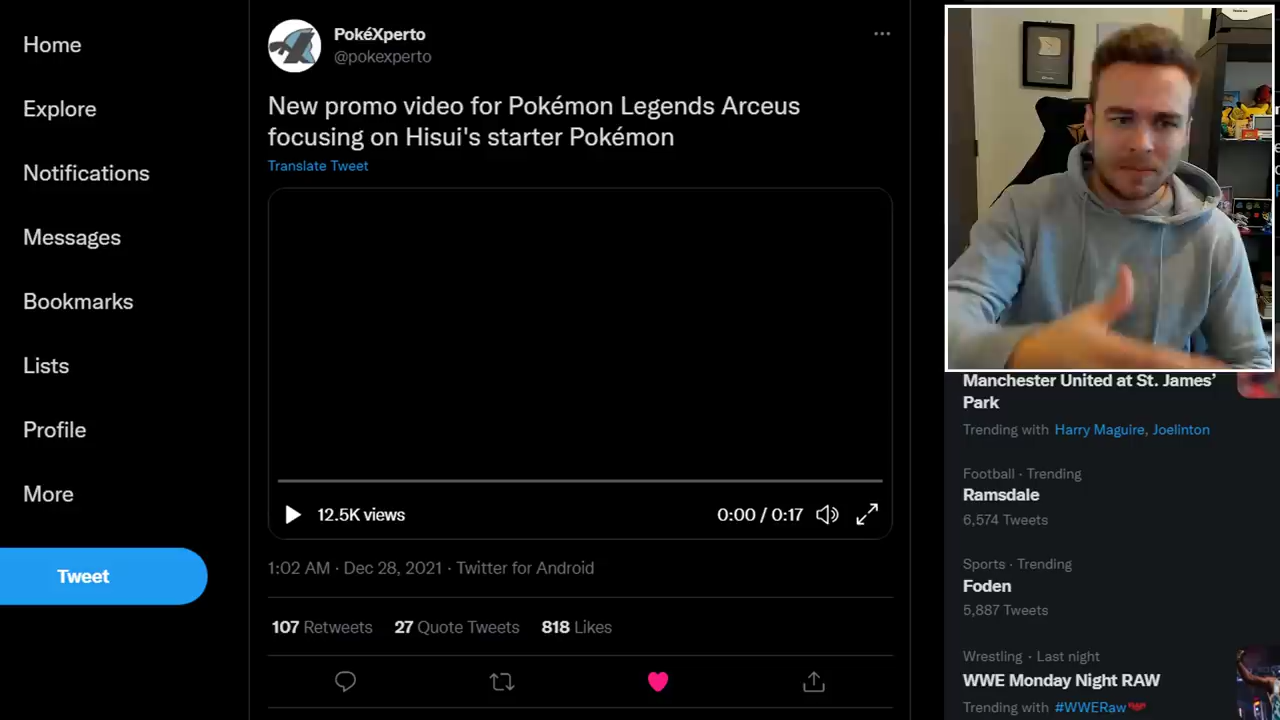 Home
Explore
Notifications
Messages
Bookmarks
Lists
Profile
More
Tweet
PokéXperto
@pokexperto
New promo video for Pokémon Legends Arceus
focusing on Hisui's starter Pokémon
Translate Tweet
12.5K views
0:00 / 0:17
1:02 AM · Dec 28, 2021 · Twitter for Android
107 Retweets 27 Quote Tweets 818 Likes
Manchester United at St. James'
Park
Trending with Harry Maguire, Joelinton
Football · Trending
Ramsdale
6,574 Tweets
Sports · Trending
Foden
5,887 Tweets
Wrestling · Last night
WWE Monday Night RAW
Trending with #WWERaw